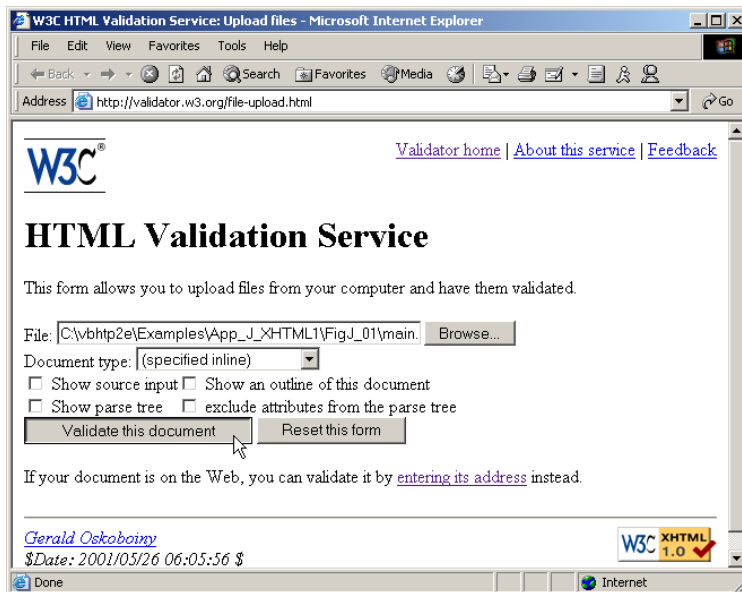 W3C HTML Validation Service: Upload files - Microsoft Internet Explorer
File Edit View Favorites Tools Help
Back Search Favorites Media
Address http://validator.w3.org/file-upload.html Go
W3C®
Validator home | About this service | Feedback
HTML Validation Service
This form allows you to upload files from your computer and have them validated.
File: C:\vbhtp2e\Examples\App_J_XHTML1\FigJ_01\main. Browse...
Document type: (specified inline)
Show source input Show an outline of this document
Show parse tree exclude attributes from the parse tree
Validate this document Reset this form
If your document is on the Web, you can validate it by entering its address instead.
Gerald Oskoboiny
$Date: 2001/05/26 06:05:56 $
W3C XHTML 1.0
Done Internet